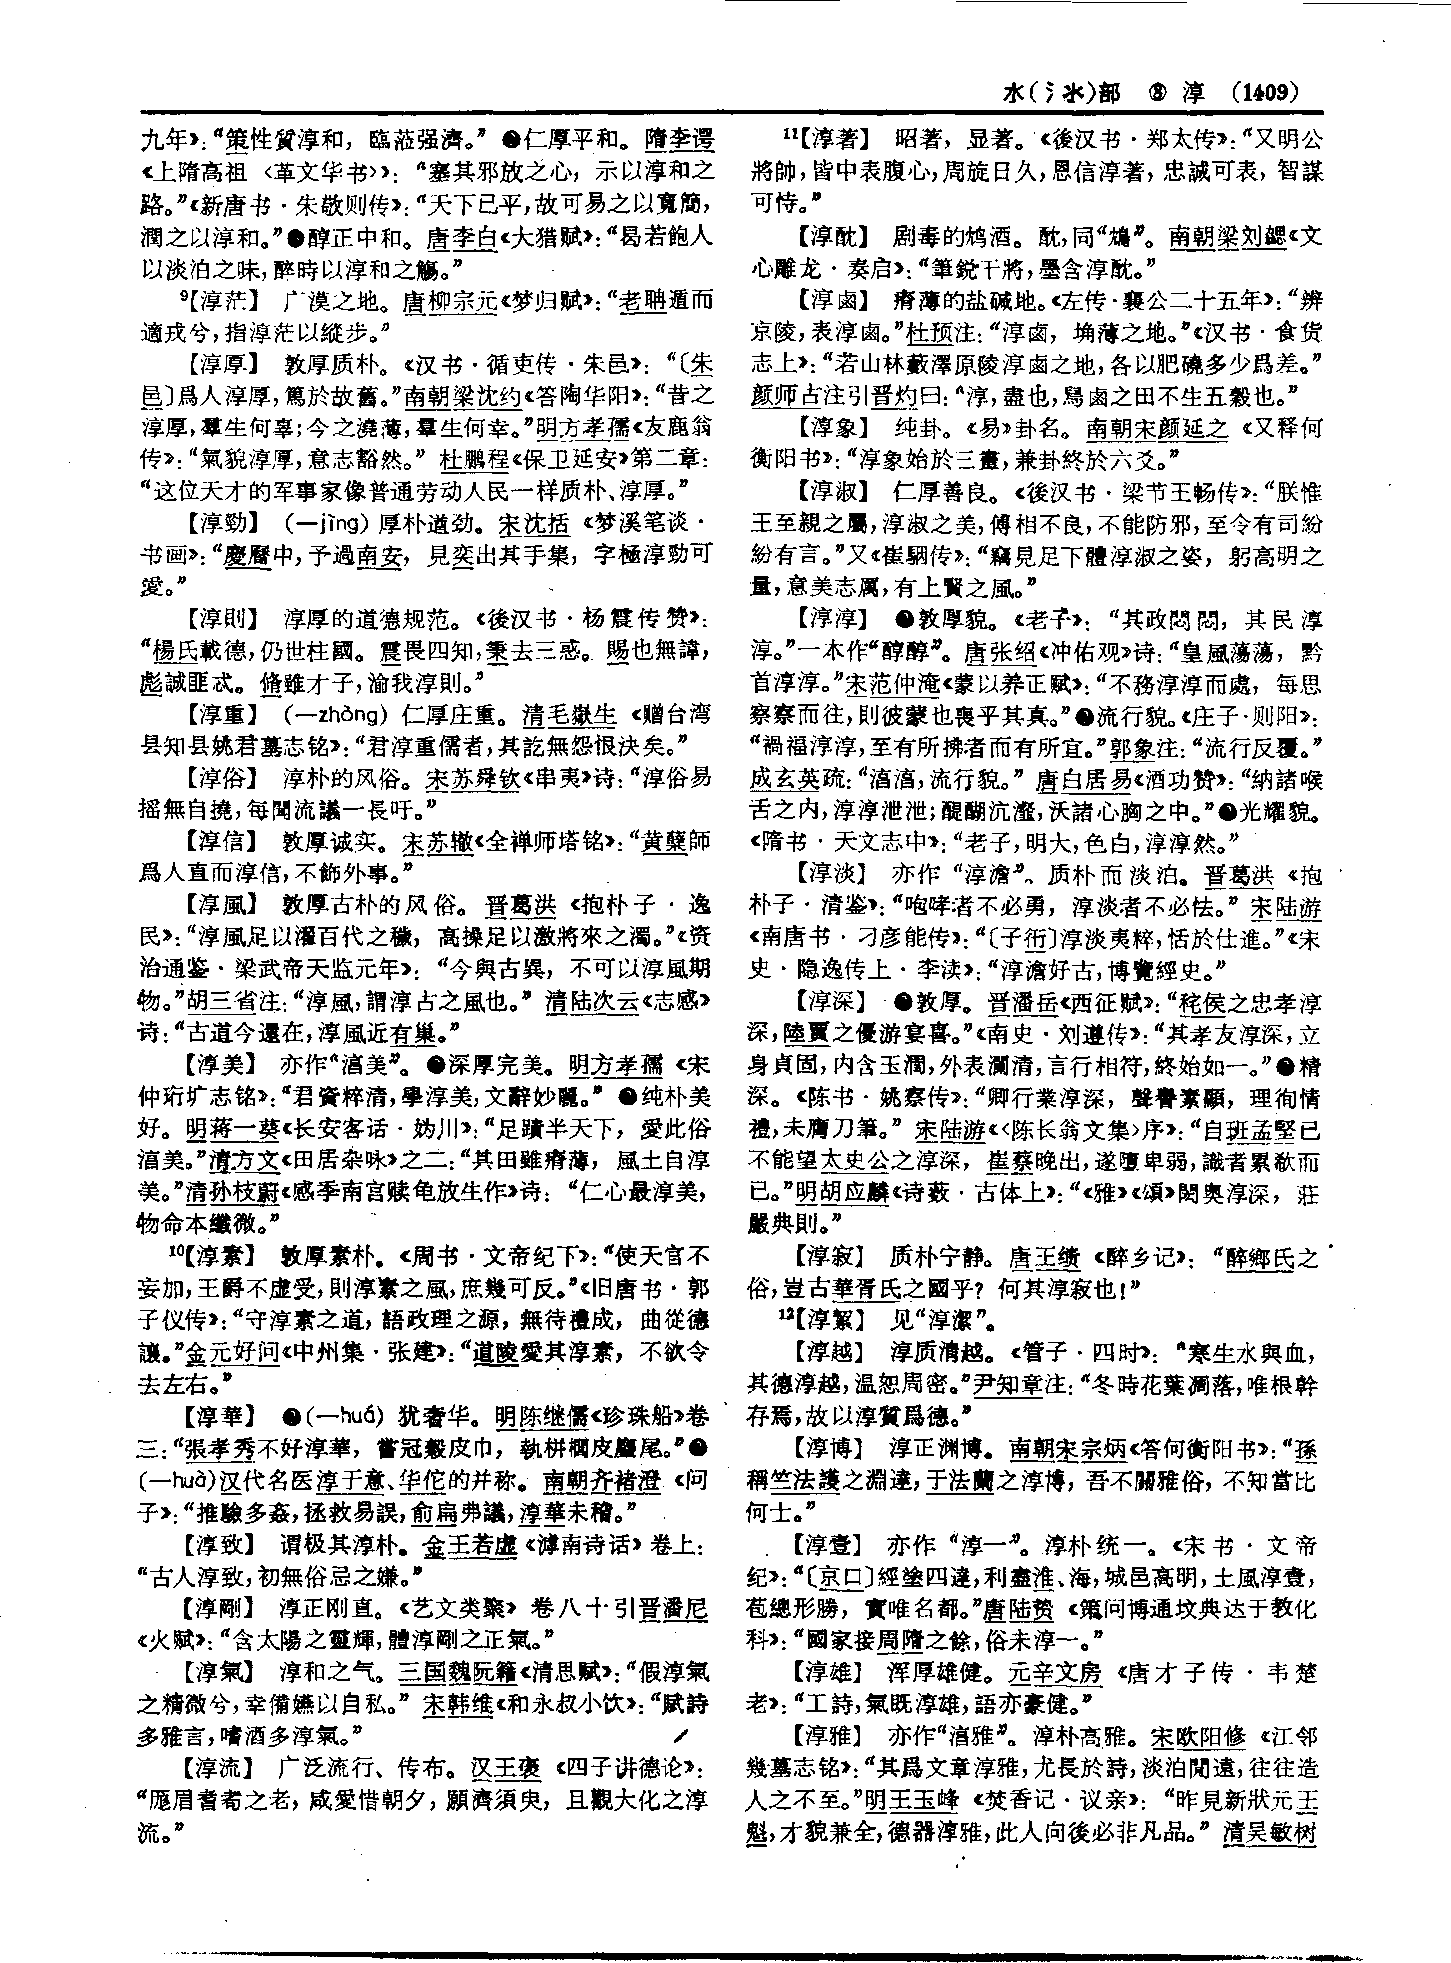 水(氵氺)部 ⑧ 淳 (1409)
九年》：“策性質淳和，臨莅强濟。”❷仁厚平和。隋李谔
《上隋高祖〈革文华书〉》：“塞其邪放之心，示以淳和之
路。”《新唐书·朱敬则传》：“天下已平，故可易之以寬簡，
潤之以淳和。”❸醇正中和。唐李白《大猎赋》：“曷若飽人
以淡泊之味，醉時以淳和之觴。”
9【淳茫】 广漠之地。唐柳宗元《梦归赋》：“老聃遁而
適戎兮，指淳茫以縱步。”
【淳厚】 敦厚质朴。《汉书·循吏传·朱邑》：“〔朱
邑〕爲人淳厚，篤於故舊。”南朝梁沈约《答陶华阳》：“昔之
淳厚，羣生何辜；今之澆薄，羣生何幸。”明方孝孺《友鹿翁
传》：“氣貌淳厚，意志豁然。”杜鹏程《保卫延安》第二章：
“这位天才的军事家像普通劳动人民一样质朴、淳厚。”
【淳勁】 (—jìng) 厚朴遒劲。宋沈括《梦溪笔谈·
书画》：“慶曆中，予過南安，見奕出其手集，字極淳勁可
愛。”
【淳則】 淳厚的道德规范。《後汉书·杨震传赞》：
“楊氏載德，仍世柱國。震畏四知，秉去三惑。賜也無諱，
彪誠匪忒。脩雖才子，渝我淳則。”
【淳重】 (—zhòng) 仁厚庄重。清毛嶽生《赠台湾
县知县姚君墓志铭》：“君淳重儒者，其訖無怨恨決矣。”
【淳俗】 淳朴的风俗。宋苏舜钦《串夷》诗：“淳俗易
摇無自撓，每聞流議一長吁。”
【淳信】 敦厚诚实。宋苏辙《全禅师塔铭》：“黄蘖師
爲人直而淳信，不飾外事。”
【淳風】 敦厚古朴的风俗。晋葛洪《抱朴子·逸
民》：“淳風足以濯百代之穢，高操足以激將來之濁。”《资
治通鉴·梁武帝天监元年》：“今與古異，不可以淳風期
物。”胡三省注：“淳風，謂淳古之風也。”清陆次云《志感》
诗：“古道今還在，淳風近有巢。”
【淳美】 亦作“湻美”。❶深厚完美。明方孝孺《宋
仲珩圹志铭》：“君資粹清，學淳美，文辭妙麗。”❷纯朴美
好。明蒋一葵《长安客话·妫川》：“足蹟半天下，愛此俗
湻美。”清方文《田居杂咏》之二：“其田雖瘠薄，風土自淳
美。”清孙枝蔚《感季南宫赎龟放生作》诗：“仁心最淳美，
物命本纖微。”
10【淳素】 敦厚素朴。《周书·文帝纪下》：“使天官不
妄加，王爵不虚受，則淳素之風，庶幾可反。”《旧唐书·郭
子仪传》：“守淳素之道，語政理之源，無待禮成，曲從德
讓。”金元好问《中州集·张建》：“道陵愛其淳素，不欲令
去左右。”
【淳華】 ❶(—huá) 犹奢华。明陈继儒《珍珠船》卷
三：“張孝秀不好淳華，嘗冠縠皮巾，執栟櫚皮麈尾。”❷
(—huà)汉代名医淳于意、华佗的并称。南朝齐褚澄《问
子》：“推驗多姦，拯救易誤，俞扁弗議，淳華未稽。”
【淳致】 谓极其淳朴。金王若虚《滹南诗话》卷上：
“古人淳致，初無俗忌之嫌。”
【淳剛】 淳正刚直。《艺文类聚》卷八十引晋潘尼
《火赋》：“含太陽之靈輝，體淳剛之正氣。”
【淳氣】 淳和之气。三国魏阮籍《清思赋》：“假淳氣
之精微兮，幸備嬿以自私。”宋韩维《和永叔小饮》：“賦詩
多雅言，嗜酒多淳氣。”
【淳流】 广泛流行、传布。汉王褒《四子讲德论》：
“厖眉耆耇之老，咸愛惜朝夕，願濟須臾，且觀大化之淳
流。”
11【淳著】 昭著，显著。《後汉书·郑太传》：“又明公
將帥，皆中表腹心，周旋日久，恩信淳著，忠誠可表，智謀
可恃。”
【淳酖】 剧毒的鸩酒。酖，同“鴆”。南朝梁刘勰《文
心雕龙·奏启》：“筆鋭干將，墨含淳酖。”
【淳鹵】 瘠薄的盐碱地。《左传·襄公二十五年》：“辨
京陵，表淳鹵。”杜预注：“淳鹵，埆薄之地。”《汉书·食货
志上》：“若山林藪澤原陵淳鹵之地，各以肥磽多少爲差。”
颜师古注引晋灼曰：“淳，盡也，舄鹵之田不生五穀也。”
【淳象】 纯卦。《易》卦名。南朝宋颜延之《又释何
衡阳书》：“淳象始於三畫，兼卦終於六爻。”
【淳淑】 仁厚善良。《後汉书·梁节王畅传》：“朕惟
王至親之屬，淳淑之美，傅相不良，不能防邪，至令有司紛
紛有言。”又《崔駰传》：“竊見足下體淳淑之姿，躬高明之
量，意美志厲，有上賢之風。”
【淳淳】 ❶敦厚貌。《老子》：“其政悶悶，其民淳
淳。”一本作“醇醇”。唐张绍《冲佑观》诗：“皇風蕩蕩，黔
首淳淳。”宋范仲淹《蒙以养正赋》：“不務淳淳而處，每思
察察而往，則彼蒙也喪乎其真。”❷流行貌。《庄子·则阳》：
“禍福淳淳，至有所拂者而有所宜。”郭象注：“流行反覆。”
成玄英疏：“湻湻，流行貌。”唐白居易《酒功赞》：“納諸喉
舌之内，淳淳泄泄；醍醐沆瀣，沃諸心胸之中。”❸光耀貌。
《隋书·天文志中》：“老子，明大，色白，淳淳然。”
【淳淡】 亦作“淳澹”。质朴而淡泊。晋葛洪《抱
朴子·清鉴》：“咆哮者不必勇，淳淡者不必怯。”宋陆游
《南唐书·刁彦能传》：“〔子衎〕淳淡夷粹，恬於仕進。”《宋
史·隐逸传上·李渎》：“淳澹好古，博覽經史。”
【淳深】 ❶敦厚。晋潘岳《西征赋》：“秺侯之忠孝淳
深，陸賈之優游宴喜。”《南史·刘遵传》：“其孝友淳深，立
身貞固，内含玉潤，外表瀾清，言行相符，終始如一。”❷精
深。《陈书·姚察传》：“卿行業淳深，聲譽素顯，理徇情
禮，未膺刀筆。”宋陆游《〈陈长翁文集〉序》：“自班孟堅已
不能望太史公之淳深，崔蔡晚出，遂墮卑弱，識者累欷而
已。”明胡应麟《诗薮·古体上》：“《雅》《頌》閎奥淳深，莊
嚴典則。”
【淳寂】 质朴宁静。唐王绩《醉乡记》：“醉鄉氏之
俗，豈古華胥氏之國乎？何其淳寂也！”
12【淳絜】 见“淳潔”。
【淳越】 淳质清越。《管子·四时》：“寒生水與血，
其德淳越，温恕周密。”尹知章注：“冬時花葉凋落，唯根幹
存焉，故以淳質爲德。”
【淳博】 淳正渊博。南朝宋宗炳《答何衡阳书》：“孫
稱竺法護之淵達，于法蘭之淳博，吾不關雅俗，不知當比
何士。”
【淳壹】 亦作“淳一”。淳朴统一。《宋书·文帝
纪》：“〔京口〕經塗四達，利盡淮、海，城邑高明，土風淳壹，
苞總形勝，實唯名都。”唐陆贽《策问博通坟典达于教化
科》：“國家接周隋之餘，俗未淳一。”
【淳雄】 浑厚雄健。元辛文房《唐才子传·韦楚
老》：“工詩，氣既淳雄，語亦豪健。”
【淳雅】 亦作“湻雅”。淳朴高雅。宋欧阳修《江邻
幾墓志铭》：“其爲文章淳雅，尤長於詩，淡泊閒遠，往往造
人之不至。”明王玉峰《焚香记·议亲》：“昨見新狀元王
魁，才貌兼全，德器淳雅，此人向後必非凡品。”清吴敏树